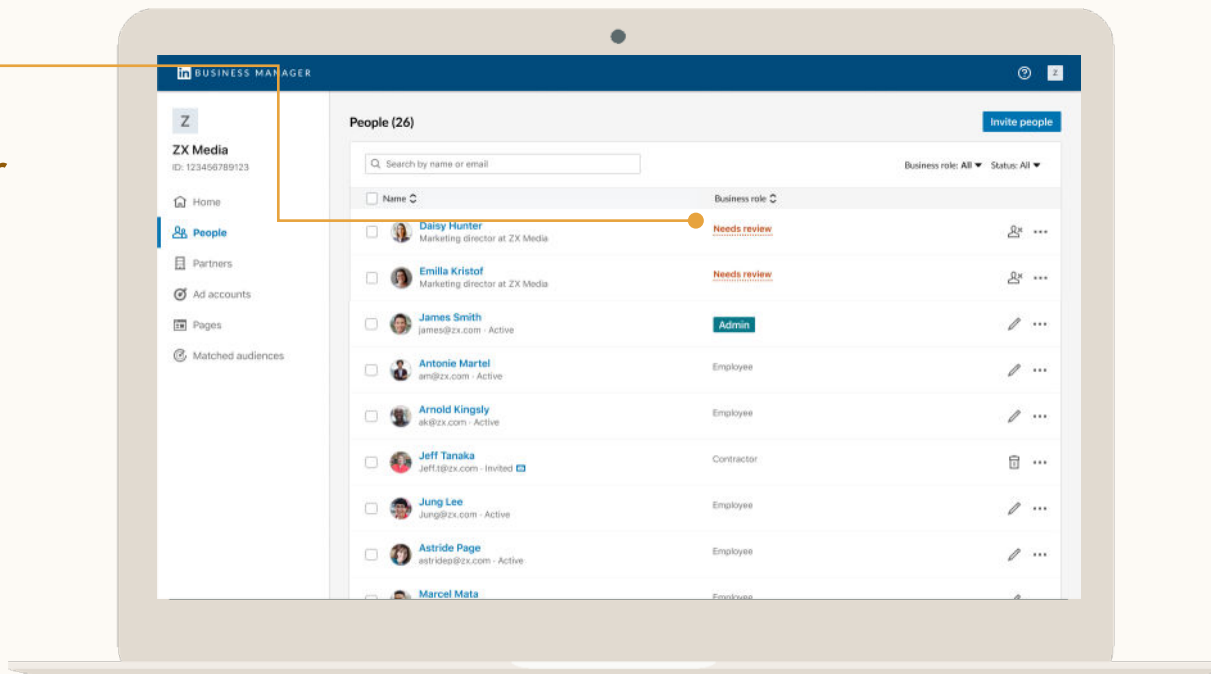 in BUSINESS MANAGER
Z
Z
ZX Media
ID: 123456789123
Home
People
Partners
Ad accounts
Pages
Matched audiences
People (26)
Invite people
Search by name or email
Business role: All Status: All
Name Business role
Daisy Hunter
Marketing director at ZX Media
Needs review
Emilla Kristof
Marketing director at ZX Media
Needs review
James Smith
james@zx.com - Active
Admin
Antonie Martel
am@zx.com - Active
Employee
Arnold Kingsly
ak@zx.com - Active
Employee
Jeff Tanaka
Jeff.t@zx.com - Invited
Contractor
Jung Lee
Jung@zx.com - Active
Employee
Astride Page
astridep@zx.com - Active
Employee
Marcel Mata
Employee